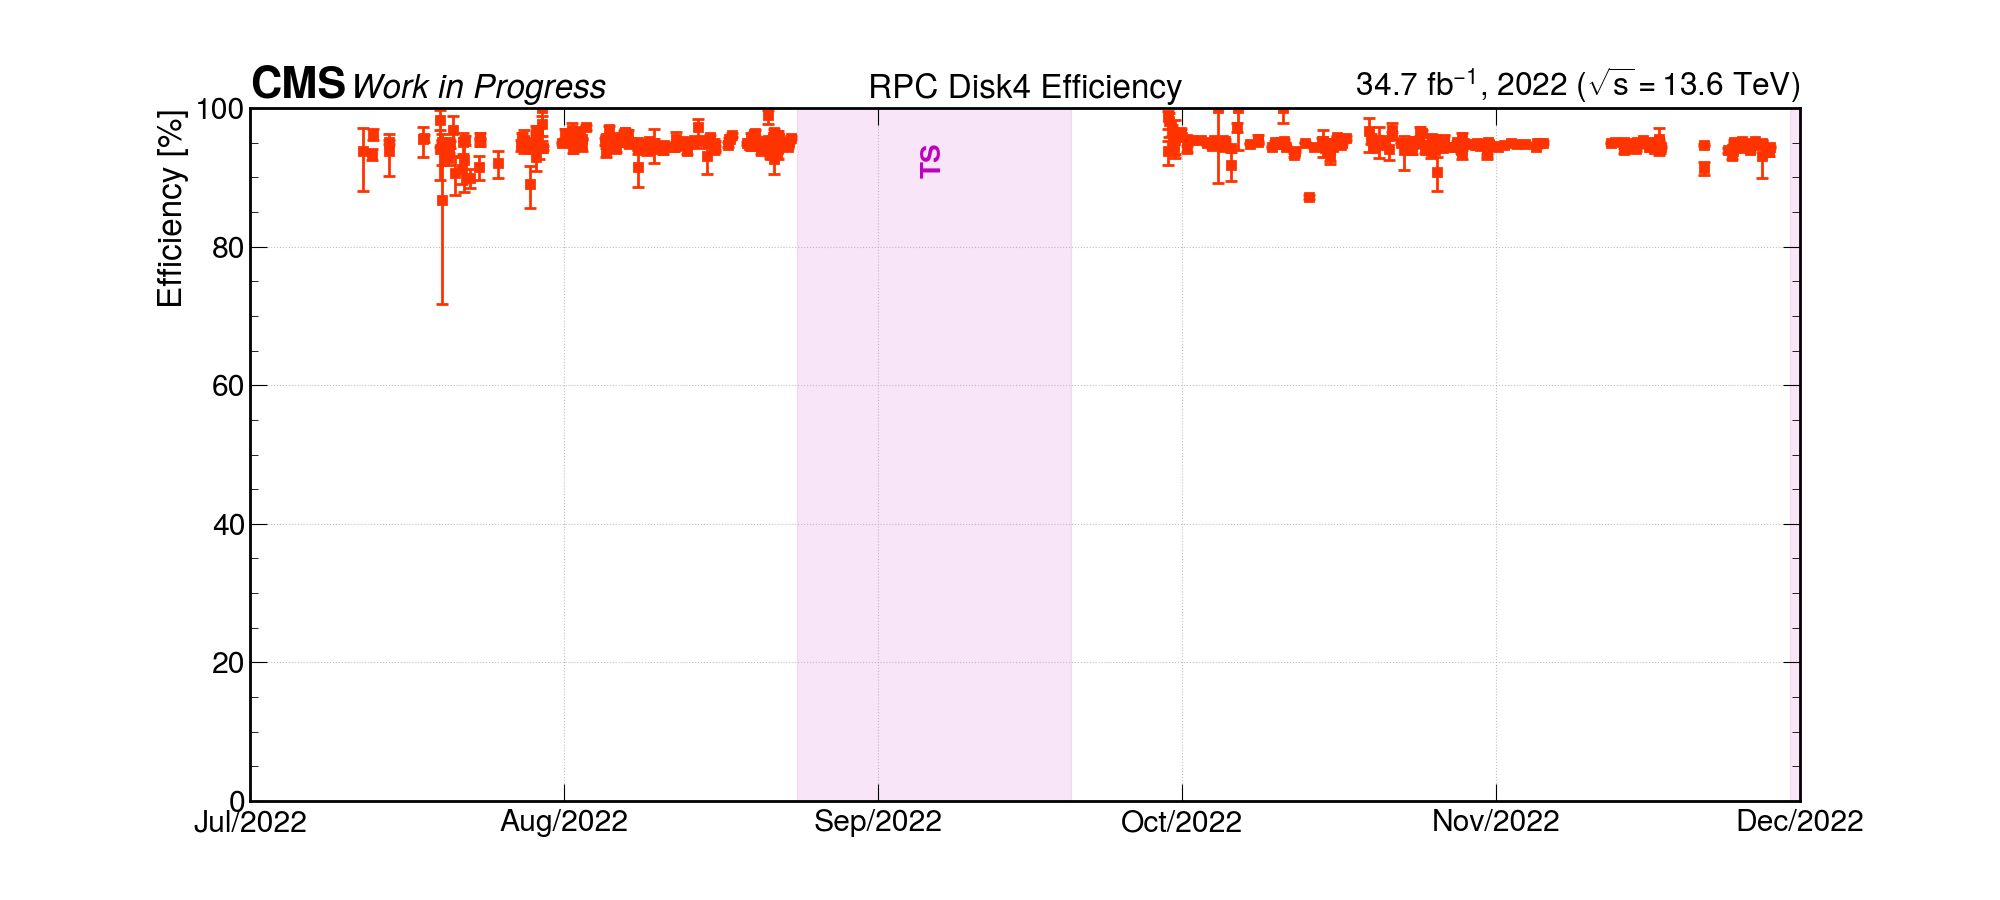 CMS Work in Progress RPC Disk4 Efficiency 34.7 fb⁻¹, 2022 (√s = 13.6 TeV)
Efficiency [%]
100
80
60
40
20
0
TS
Jul/2022 Aug/2022 Sep/2022 Oct/2022 Nov/2022 Dec/2022